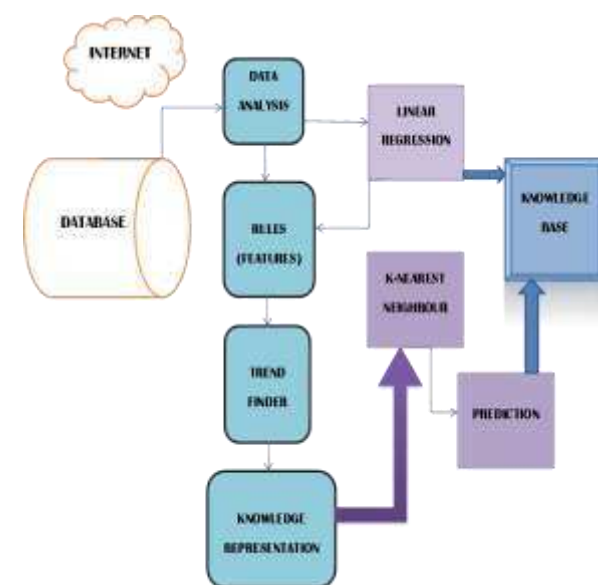 INTERNET
DATA
ANALYSIS
LINEAR
REGRESSION
DATABASE
RULES
(FEATURES)
KNOWLEDGE
BASE
K-NEAREST
NEIGHBOUR
TREND
FINDER
PREDICTION
KNOWLEDGE
REPRESENTATION